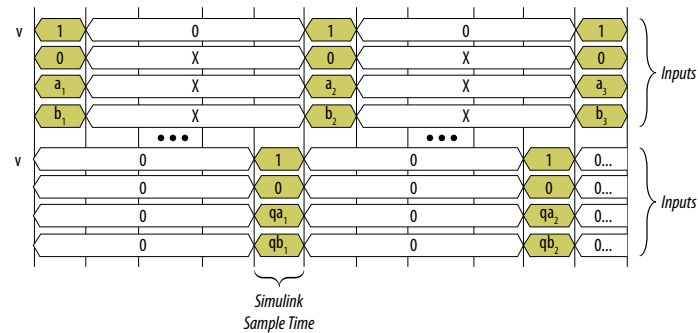 v 1 0 1 0 1
0 X 0 X 0
a1 X a2 X a3
b1 X b2 X b3
Inputs
••• •••
v 0 1 0 1 0...
0 0 0 0 0...
0 qa1 0 qa2 0...
0 qb1 0 qb2 0...
Inputs
Simulink
Sample Time